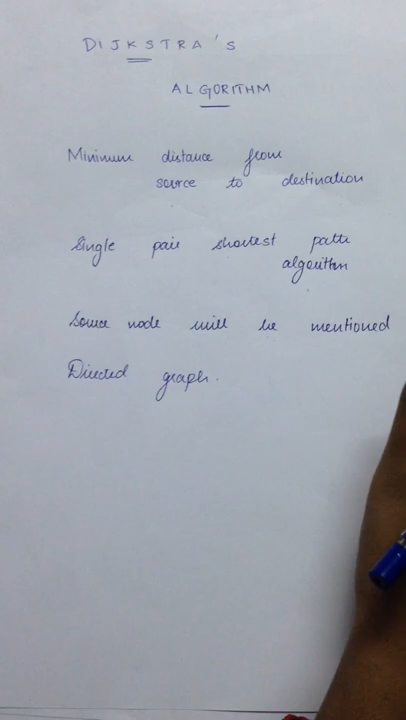 DIJKSTRA's
ALGORITHM
Minimum distance from
source to destination
Single pair shortest path
algorithm
Source node will be mentioned
Directed graph.